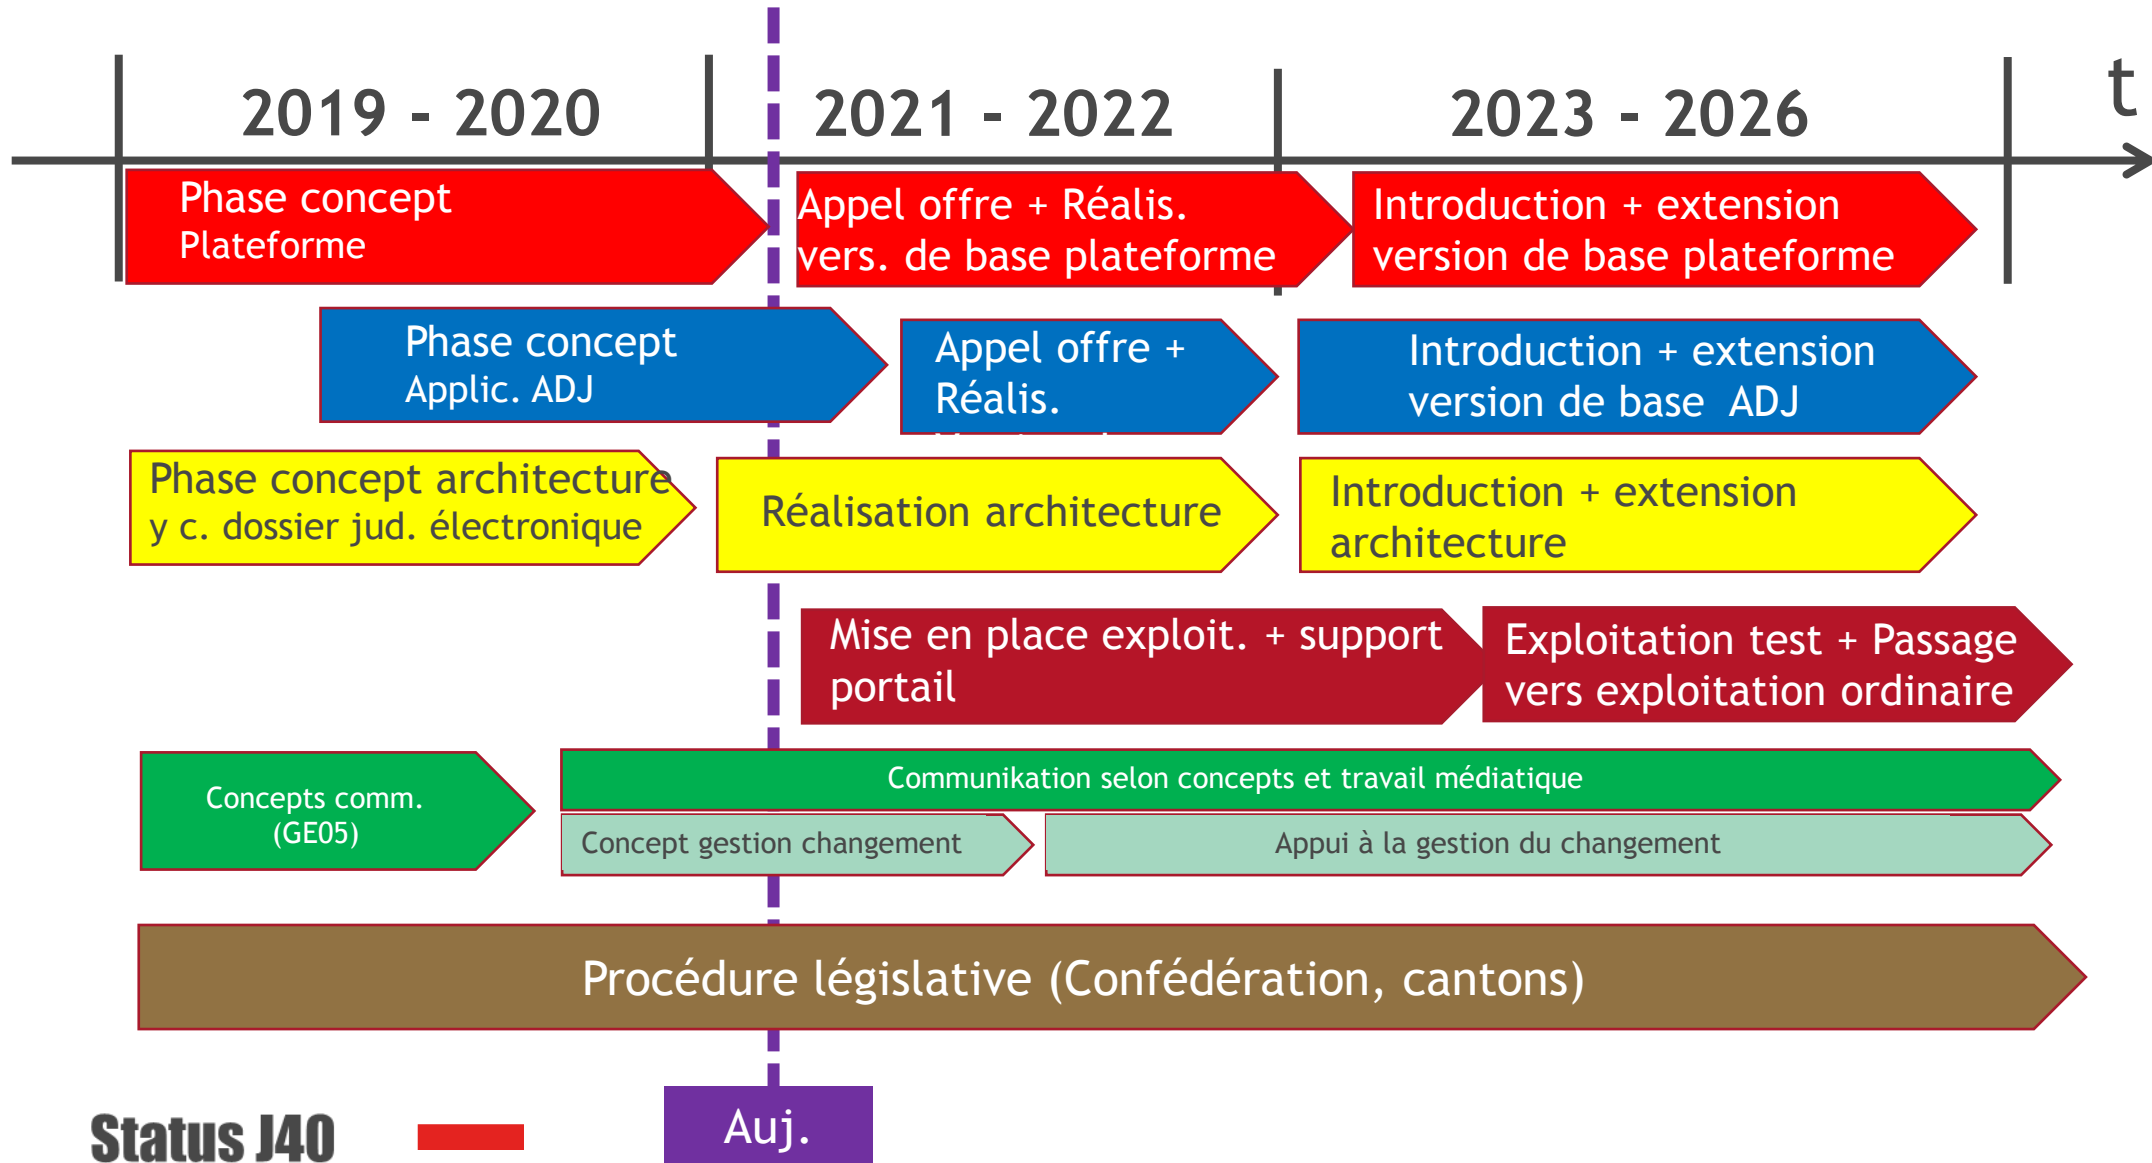 2019 - 2020
2021 - 2022
2023 - 2026
t
Phase concept
Plateforme
Appel offre + Réalis.
vers. de base plateforme
Introduction + extension
version de base plateforme
Phase concept
Applic. ADJ
Appel offre +
Réalis.
Introduction + extension
version de base ADJ
Phase concept architecture
y c. dossier jud. électronique
Réalisation architecture
Introduction + extension
architecture
Mise en place exploit. + support
portail
Exploitation test + Passage
vers exploitation ordinaire
Concepts comm.
(GE05)
Communikation selon concepts et travail médiatique
Concept gestion changement
Appui à la gestion du changement
Procédure législative (Confédération, cantons)
Auj.
Status J40